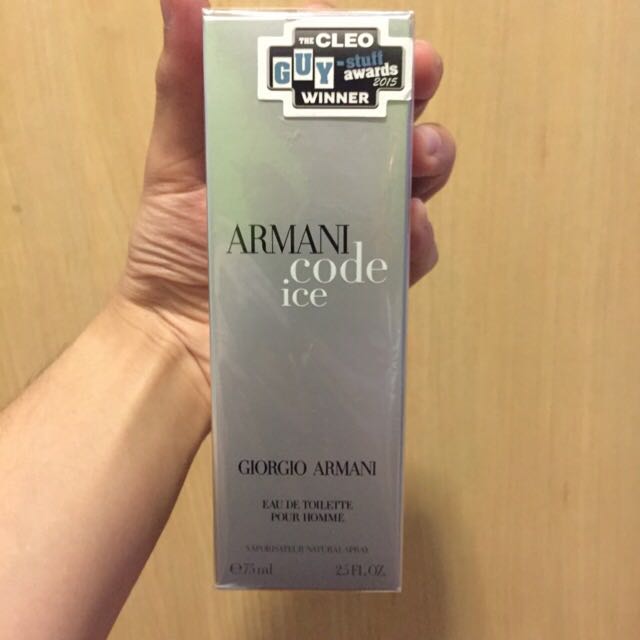 THE CLEO
GUY-stuff
awards
2015
WINNER
ARMANI
code
ice
GIORGIO ARMANI
EAU DE TOILETTE
POUR HOMME
VAPORISATEUR NATURAL SPRAY
℮75 ml 2.5 FL. OZ.